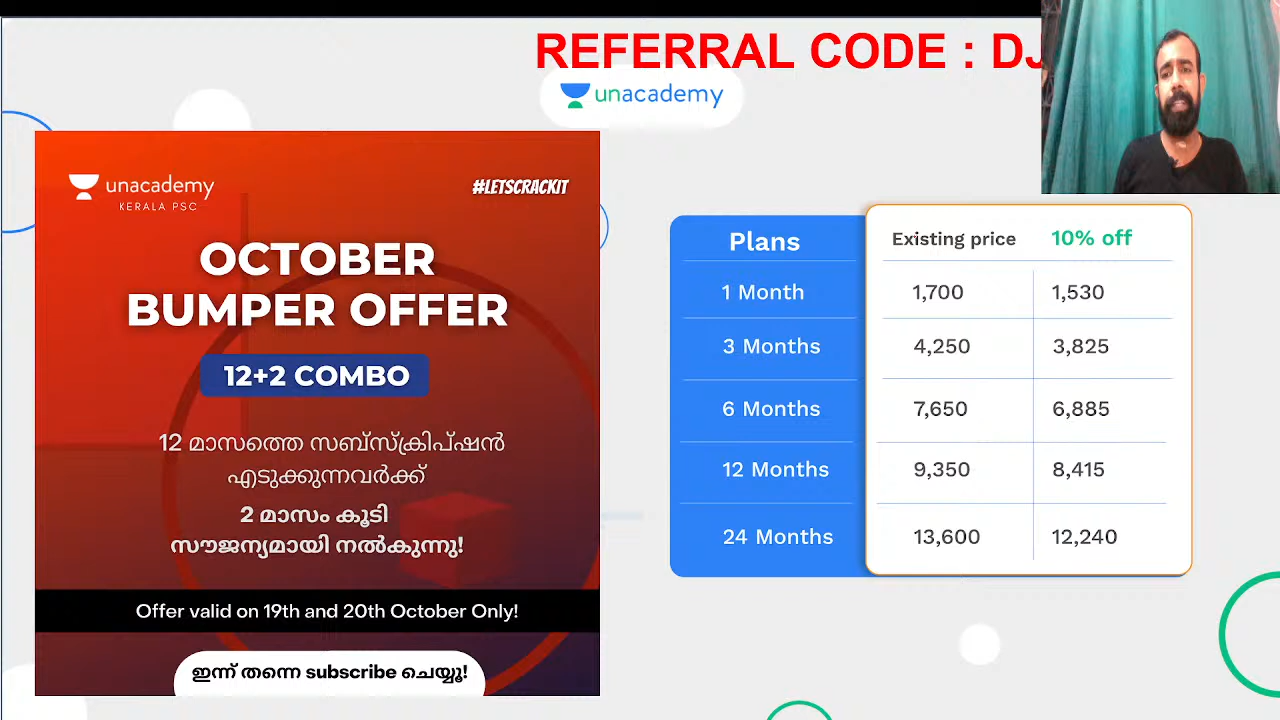 REFERRAL CODE : DJ
unacademy
unacademy
KERALA PSC
#LETSCRACKIT
OCTOBER
BUMPER OFFER
12+2 COMBO
12 മാസത്തെ സബ്സ്ക്രിപ്ഷൻ
എടുക്കുന്നവർക്ക്
2 മാസം കൂടി
സൗജന്യമായി നൽകുന്നു!
Offer valid on 19th and 20th October Only!
ഇന്ന് തന്നെ subscribe ചെയ്യൂ!
Plans Existing price 10% off
1 Month 1,700 1,530
3 Months 4,250 3,825
6 Months 7,650 6,885
12 Months 9,350 8,415
24 Months 13,600 12,240